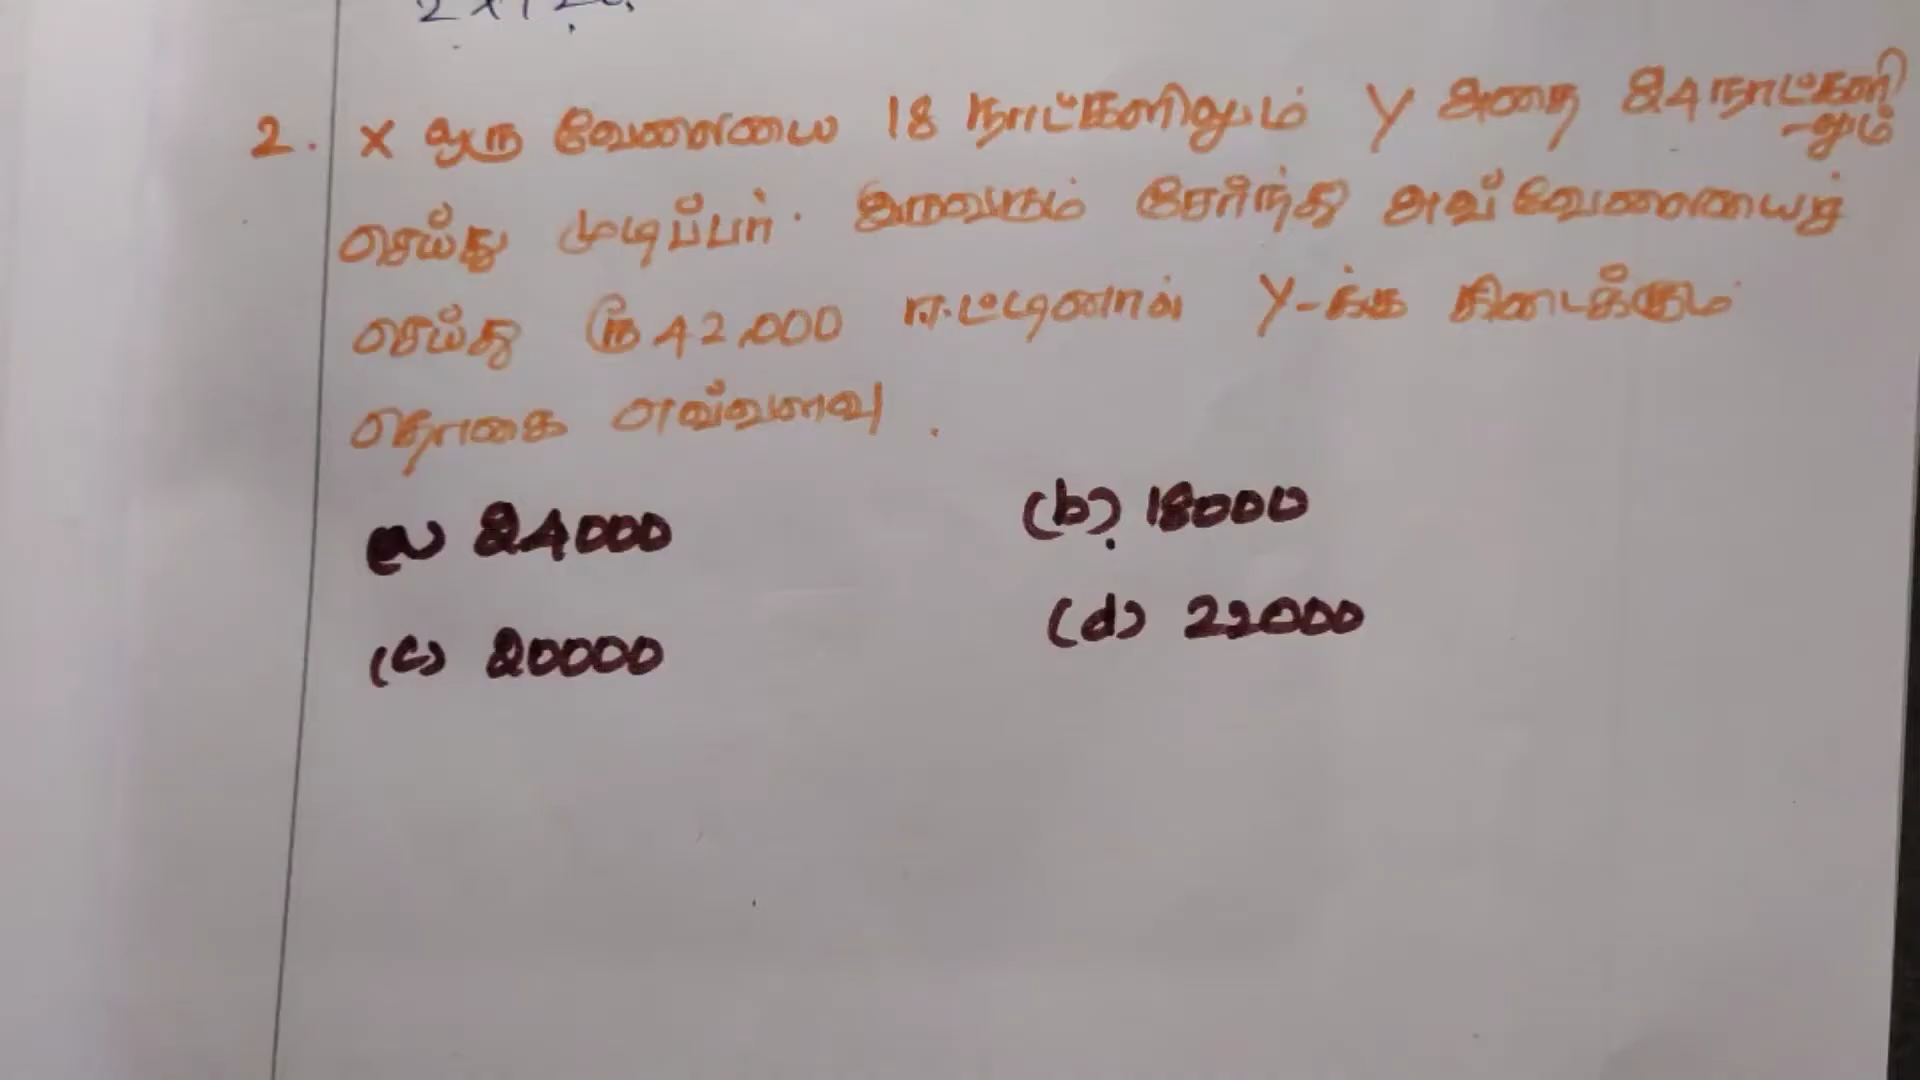 2. X ஒரு வேலையை 18 நாட்களிலும் Y அதை 24 நாட்களி
-லும்
செய்து முடிப்பர். இருவரும் சேர்ந்து அவ் வேலையைச்
செய்து ரூ 42,000 ஈட்டினால் Y-க்கு கிடைக்கும்
தொகை எவ்வளவு.
(a) 24000 (b) 18000
(c) 20000 (d) 22000